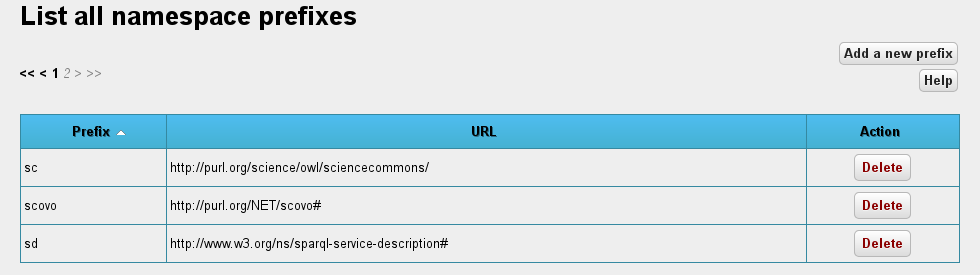 List all namespace prefixes
Add a new prefix
<< < 1 2 > >>
Help
Prefix URL Action
sc http://purl.org/science/owl/sciencecommons/ Delete
scovo http://purl.org/NET/scovo# Delete
sd http://www.w3.org/ns/sparql-service-description# Delete